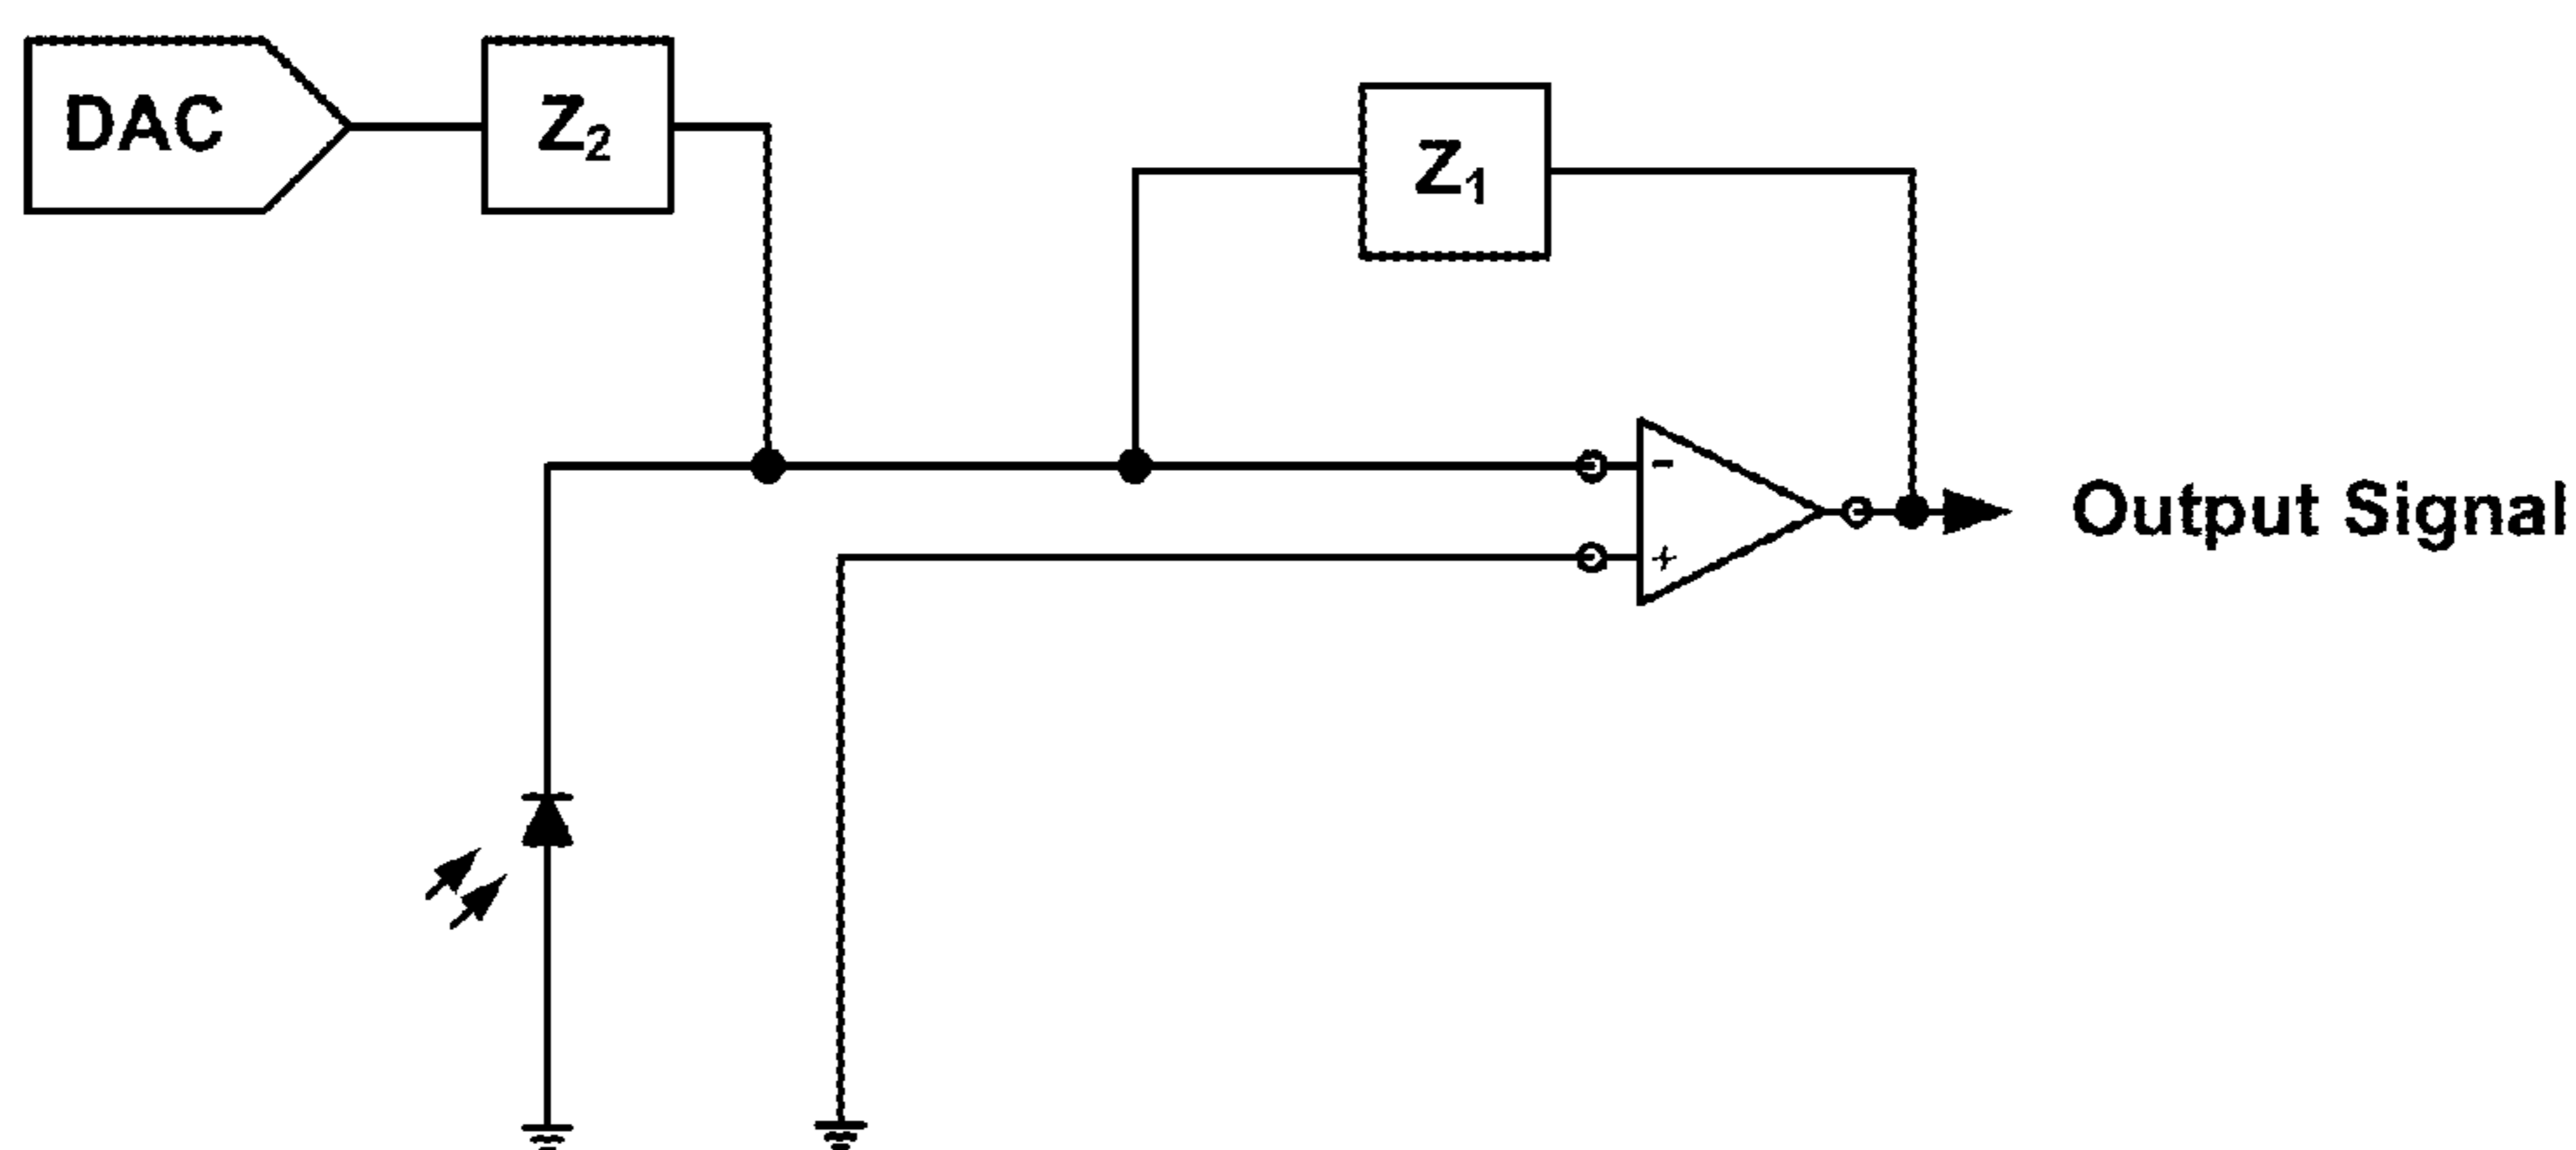 DAC
Z₂
Z₁
-
+
Output Signal